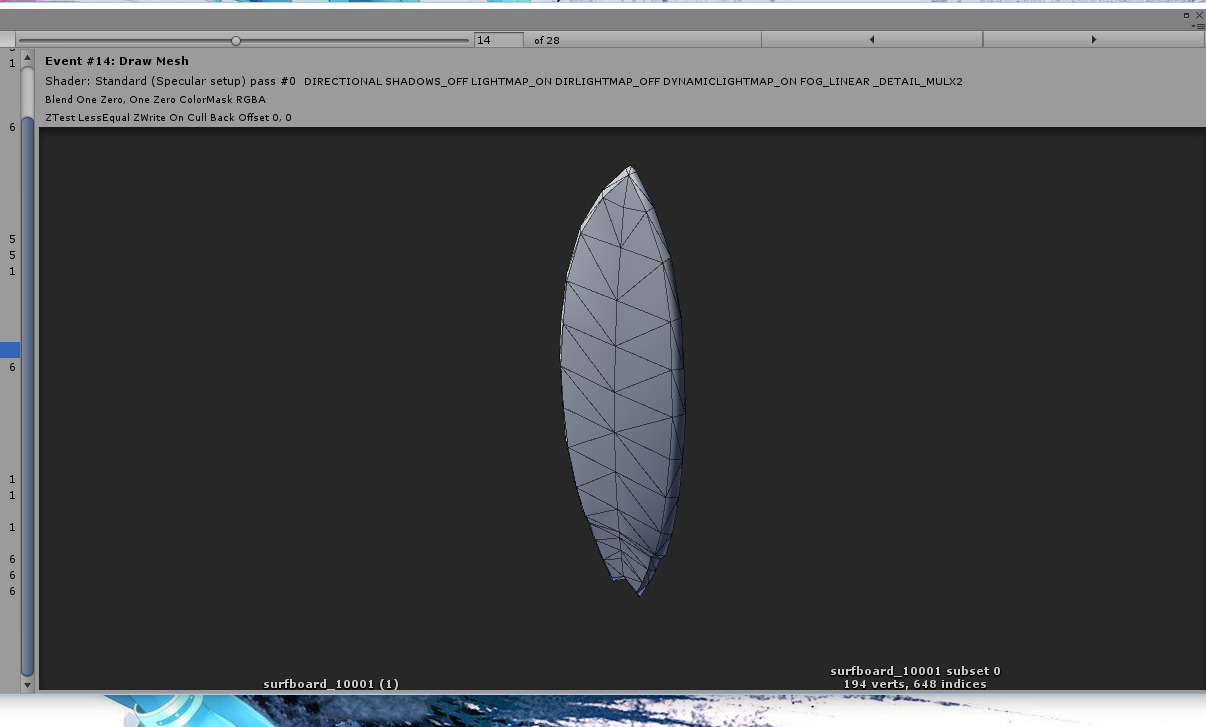 14 of 28
1
Event #14: Draw Mesh
Shader: Standard (Specular setup) pass #0 DIRECTIONAL SHADOWS_OFF LIGHTMAP_ON DIRLIGHTMAP_OFF DYNAMICLIGHTMAP_ON FOG_LINEAR _DETAIL_MULX2
Blend One Zero, One Zero ColorMask RGBA
ZTest LessEqual ZWrite On Cull Back Offset 0, 0
6
5
5
1
6
1
1
1
6
6
6
surfboard_10001 (1)
surfboard_10001 subset 0
194 verts, 648 indices